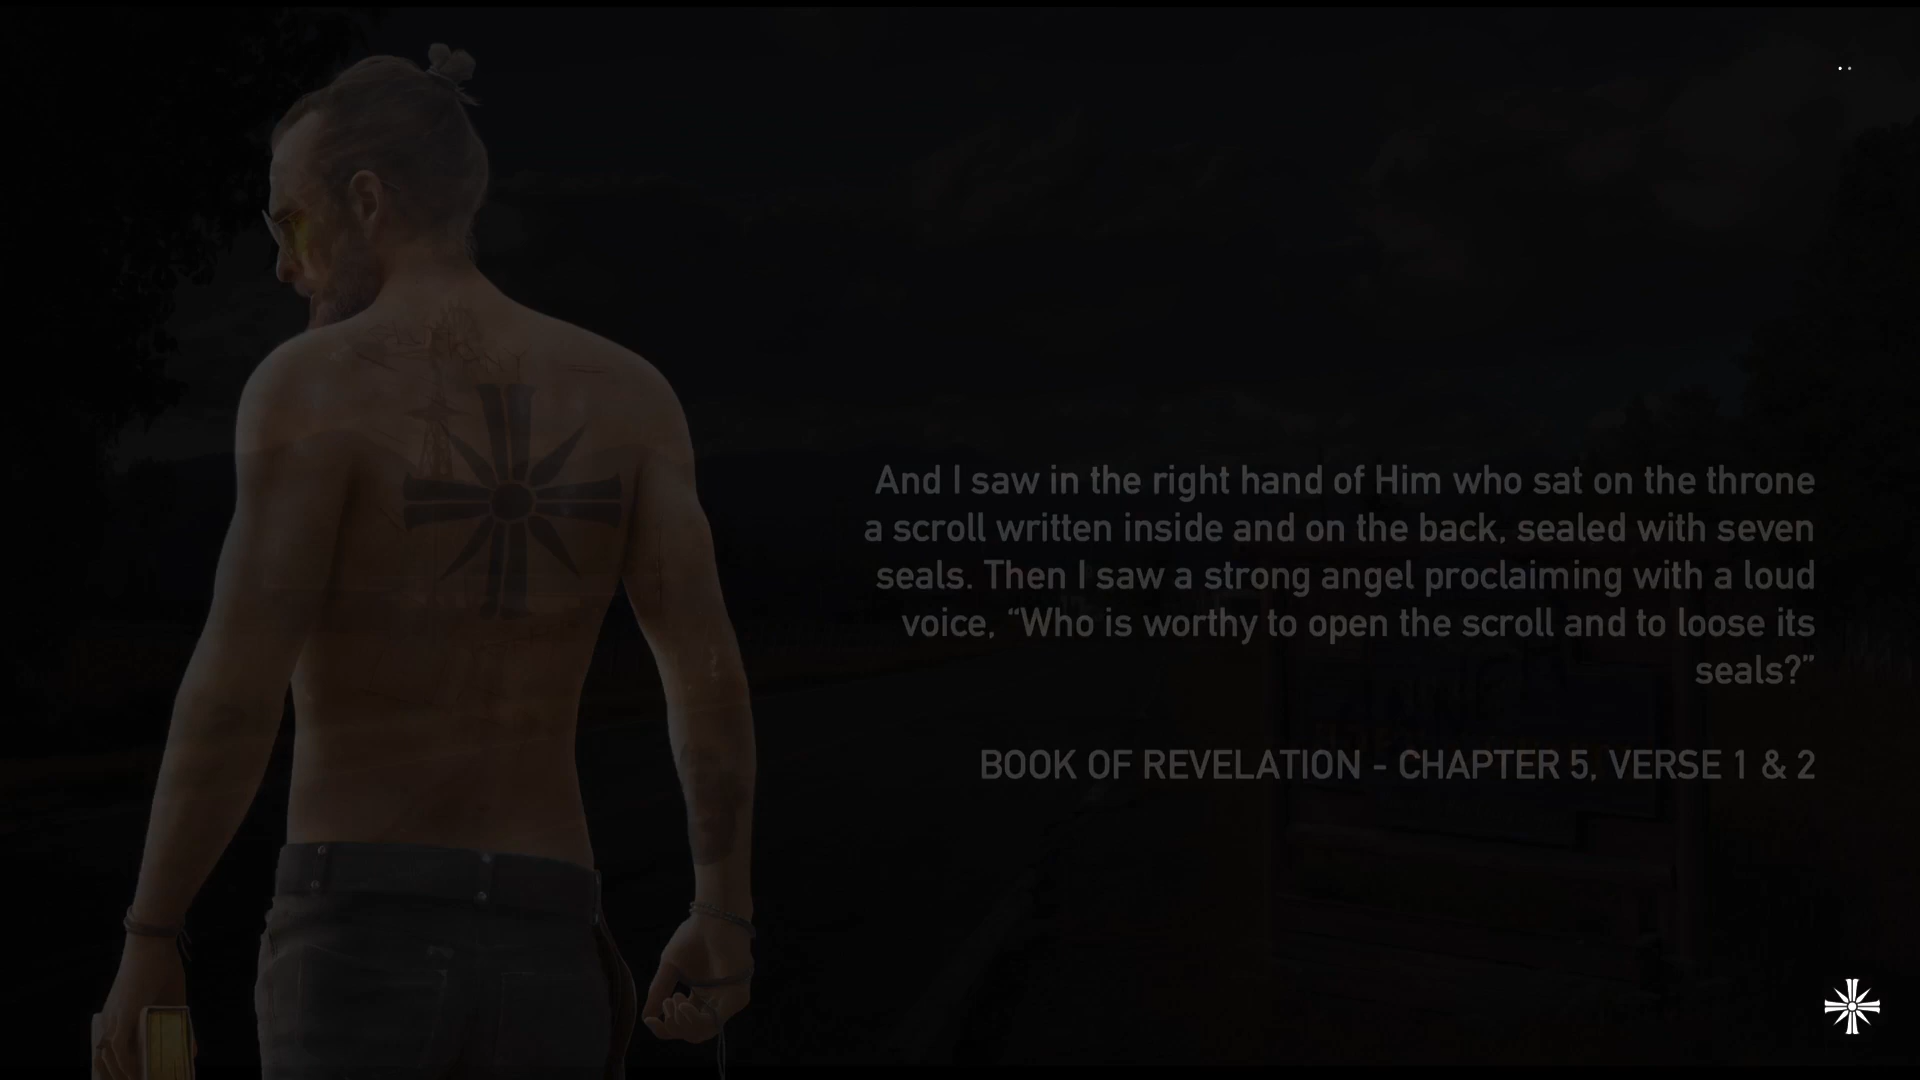 And I saw in the right hand of Him who sat on the throne
a scroll written inside and on the back, sealed with seven
seals. Then I saw a strong angel proclaiming with a loud
voice, “Who is worthy to open the scroll and to loose its
seals?”
BOOK OF REVELATION - CHAPTER 5, VERSE 1 & 2